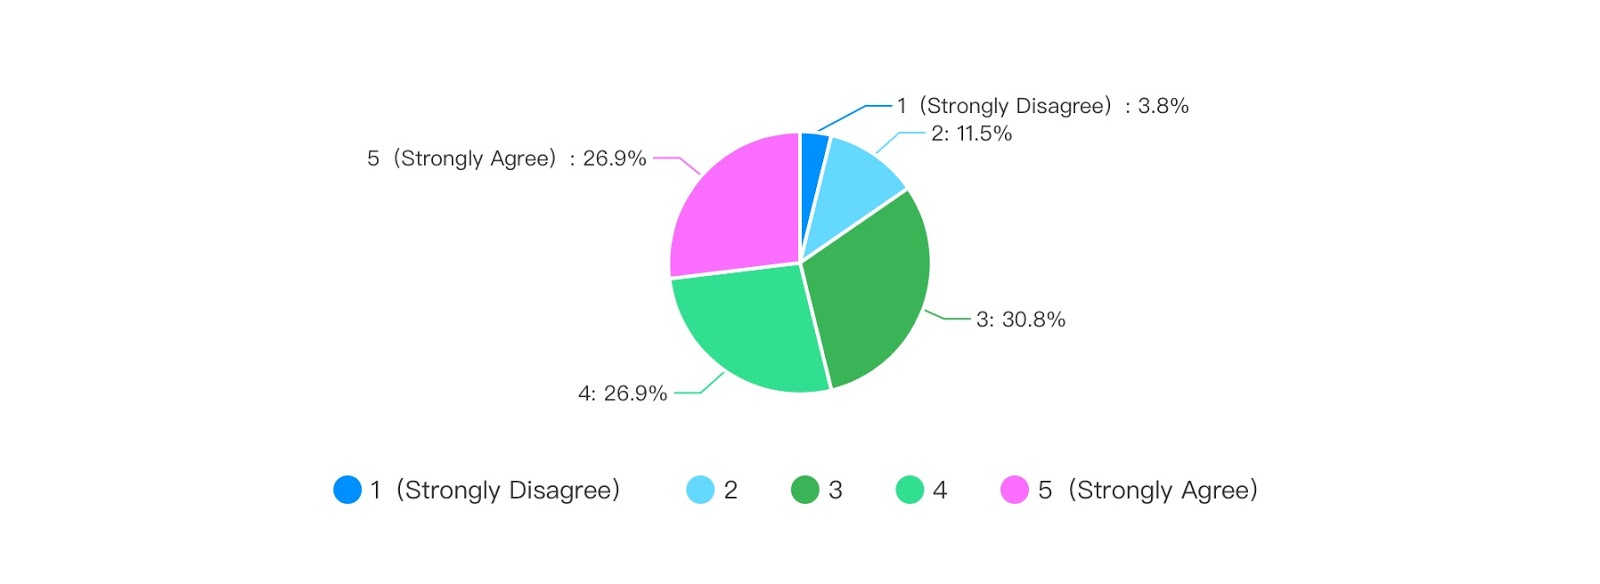 1（Strongly Disagree）: 3.8%
2: 11.5%
5（Strongly Agree）: 26.9%
3: 30.8%
4: 26.9%
1（Strongly Disagree） 2 3 4 5（Strongly Agree）